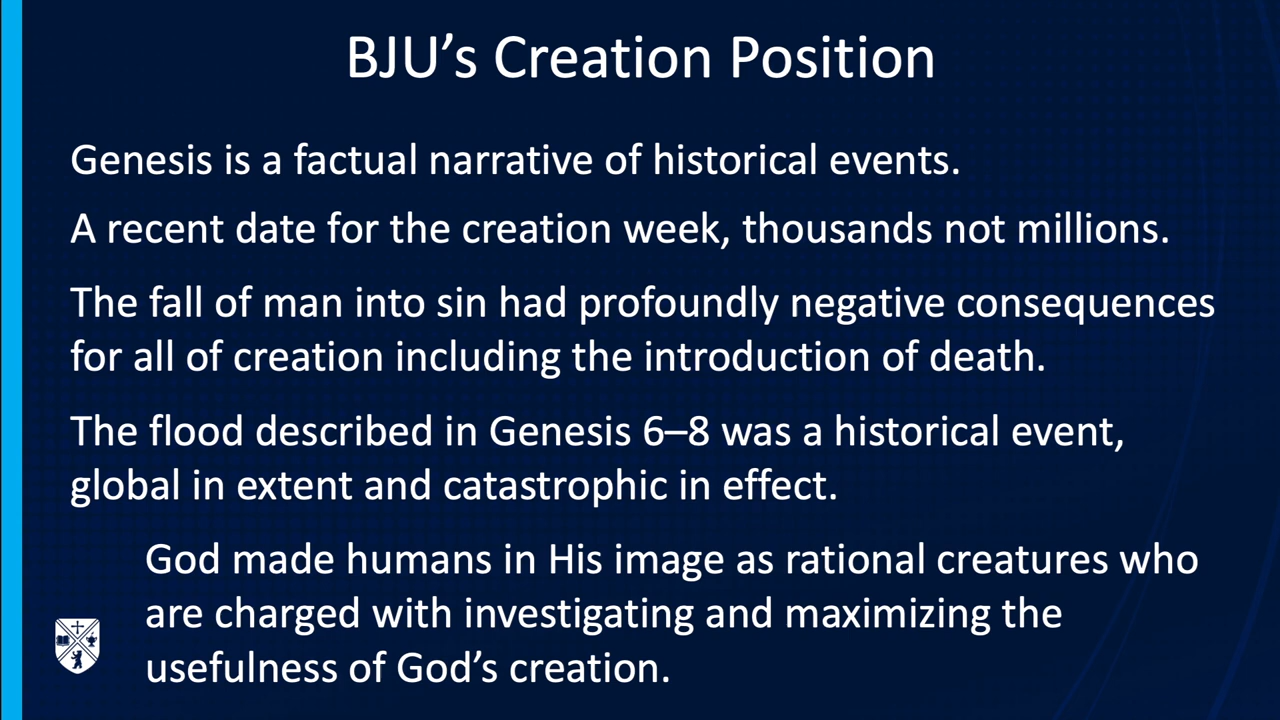 BJU’s Creation Position
Genesis is a factual narrative of historical events.
A recent date for the creation week, thousands not millions.
The fall of man into sin had profoundly negative consequences
for all of creation including the introduction of death.
The flood described in Genesis 6–8 was a historical event,
global in extent and catastrophic in effect.
God made humans in His image as rational creatures who
are charged with investigating and maximizing the
usefulness of God’s creation.